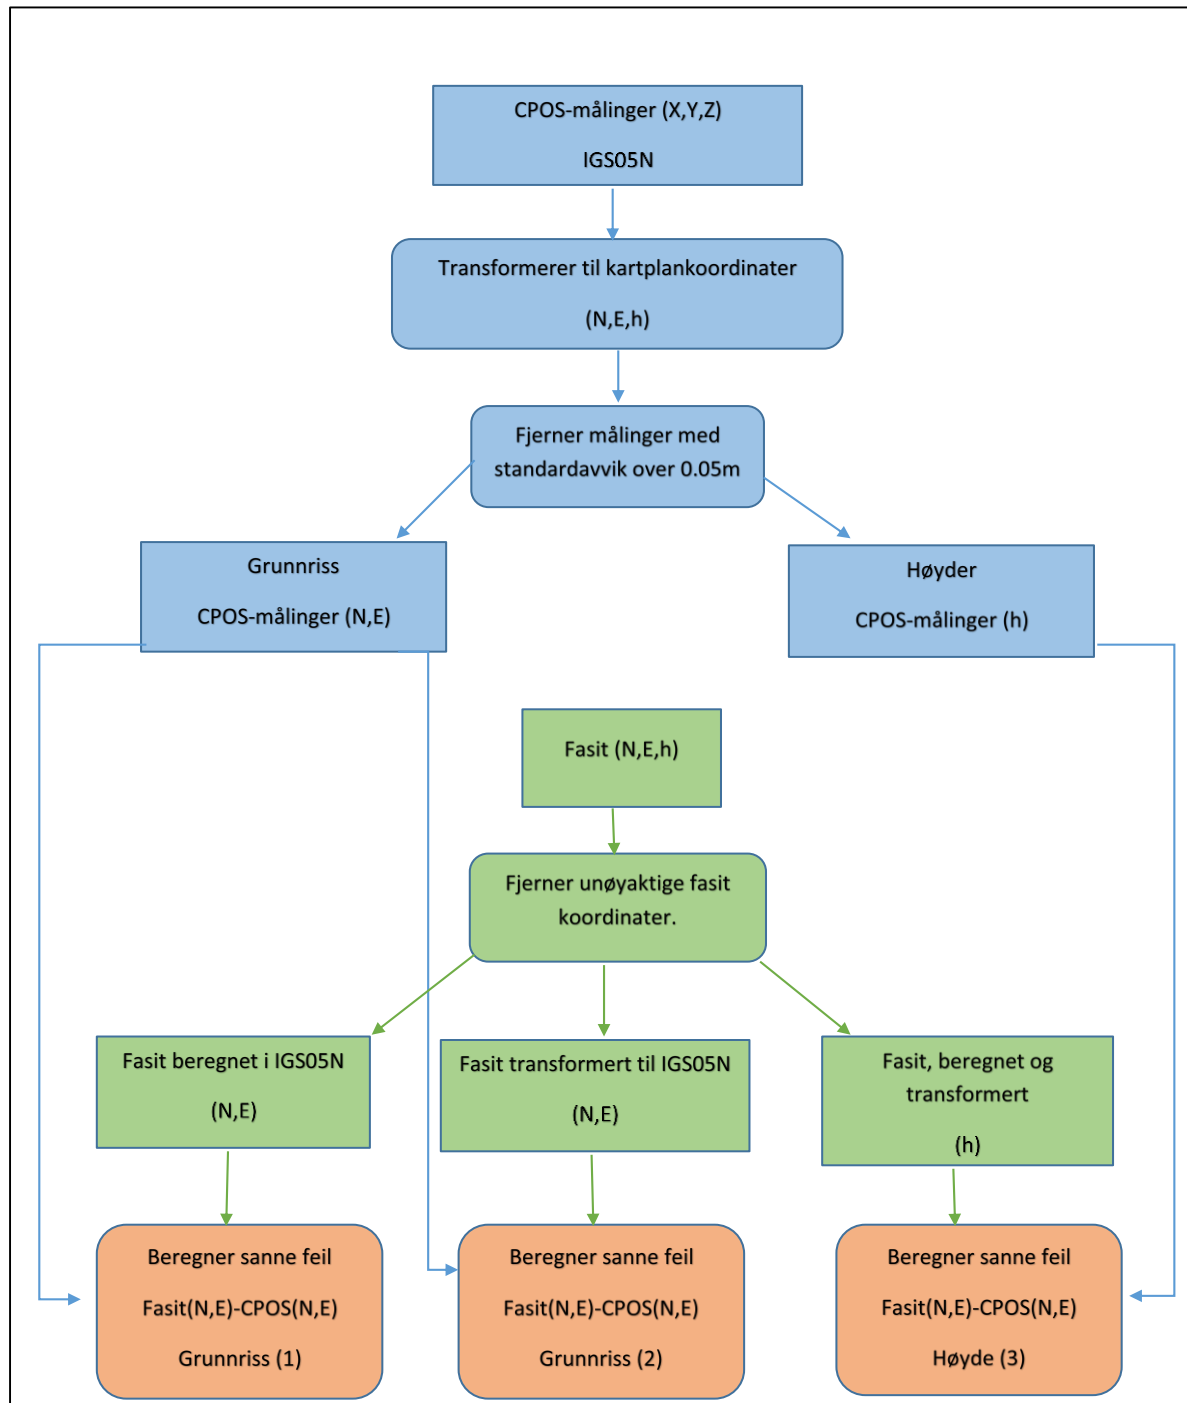 CPOS-målinger (X,Y,Z)
IGS05N
Transformerer til kartplankoordinater
(N,E,h)
Fjerner målinger med
standardavvik over 0.05m
Grunnriss
CPOS-målinger (N,E)
Høyder
CPOS-målinger (h)
Fasit (N,E,h)
Fjerner unøyaktige fasit
koordinater.
Fasit beregnet i IGS05N
(N,E)
Fasit transformert til IGS05N
(N,E)
Fasit, beregnet og
transformert
(h)
Beregner sanne feil
Fasit(N,E)-CPOS(N,E)
Grunnriss (1)
Beregner sanne feil
Fasit(N,E)-CPOS(N,E)
Grunnriss (2)
Beregner sanne feil
Fasit(N,E)-CPOS(N,E)
Høyde (3)